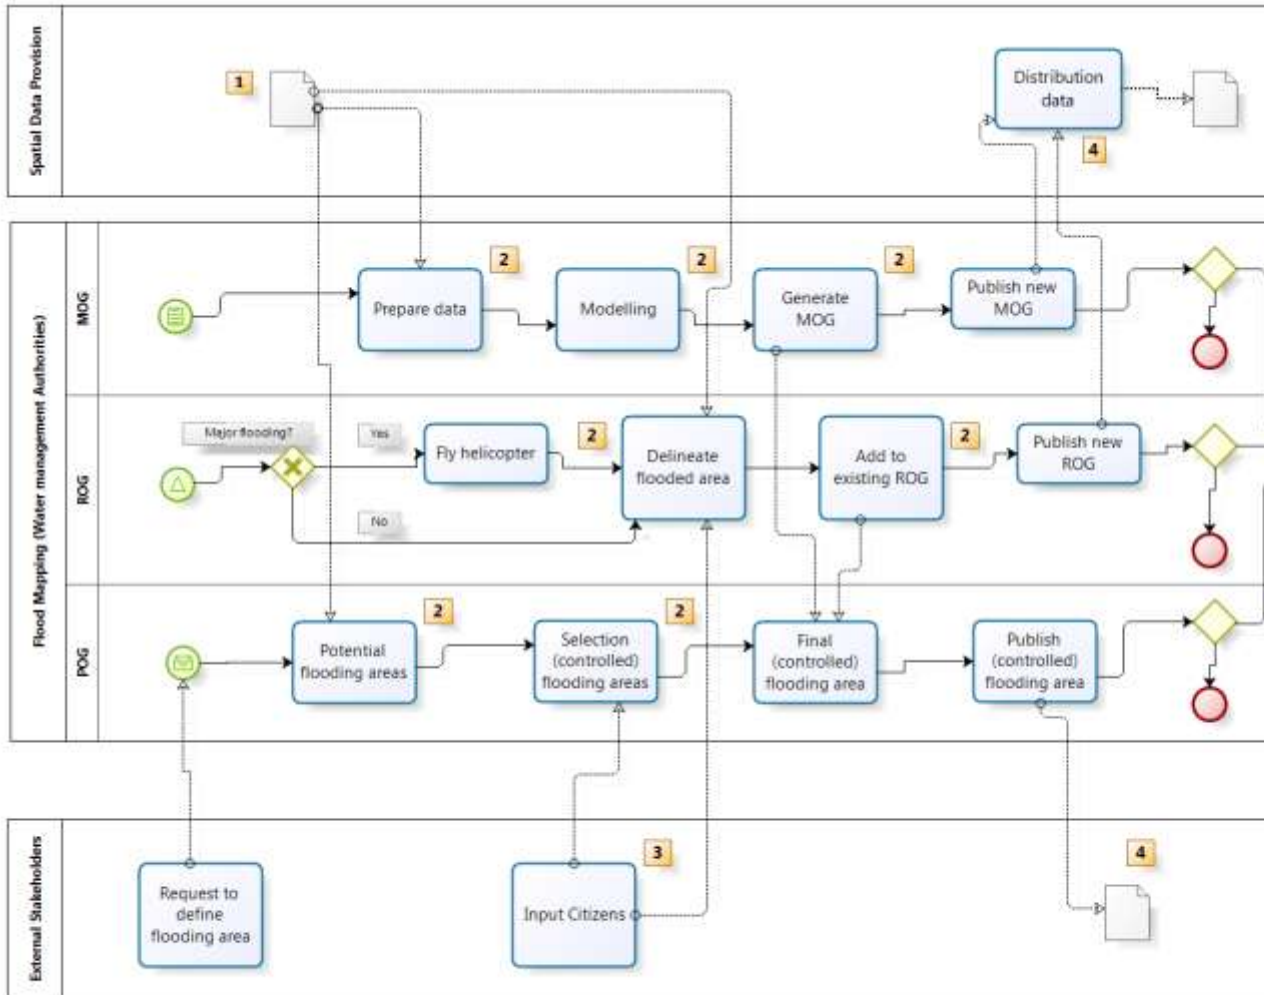 Spatial Data Provision
1
Distribution
data
4
Flood Mapping (Water management Authorities)
MOG
Prepare data
2
Modelling
2
Generate
MOG
2
Publish new
MOG
ROG
Major flooding?
Yes
No
Fly helicopter
2
Delineate
flooded area
Add to
existing ROG
2
Publish new
ROG
POG
Potential
flooding areas
2
Selection
(controlled)
flooding areas
2
Final
(controlled)
flooding area
Publish
(controlled)
flooding area
External Stakeholders
Request to
define
flooding area
Input Citizens
3
4